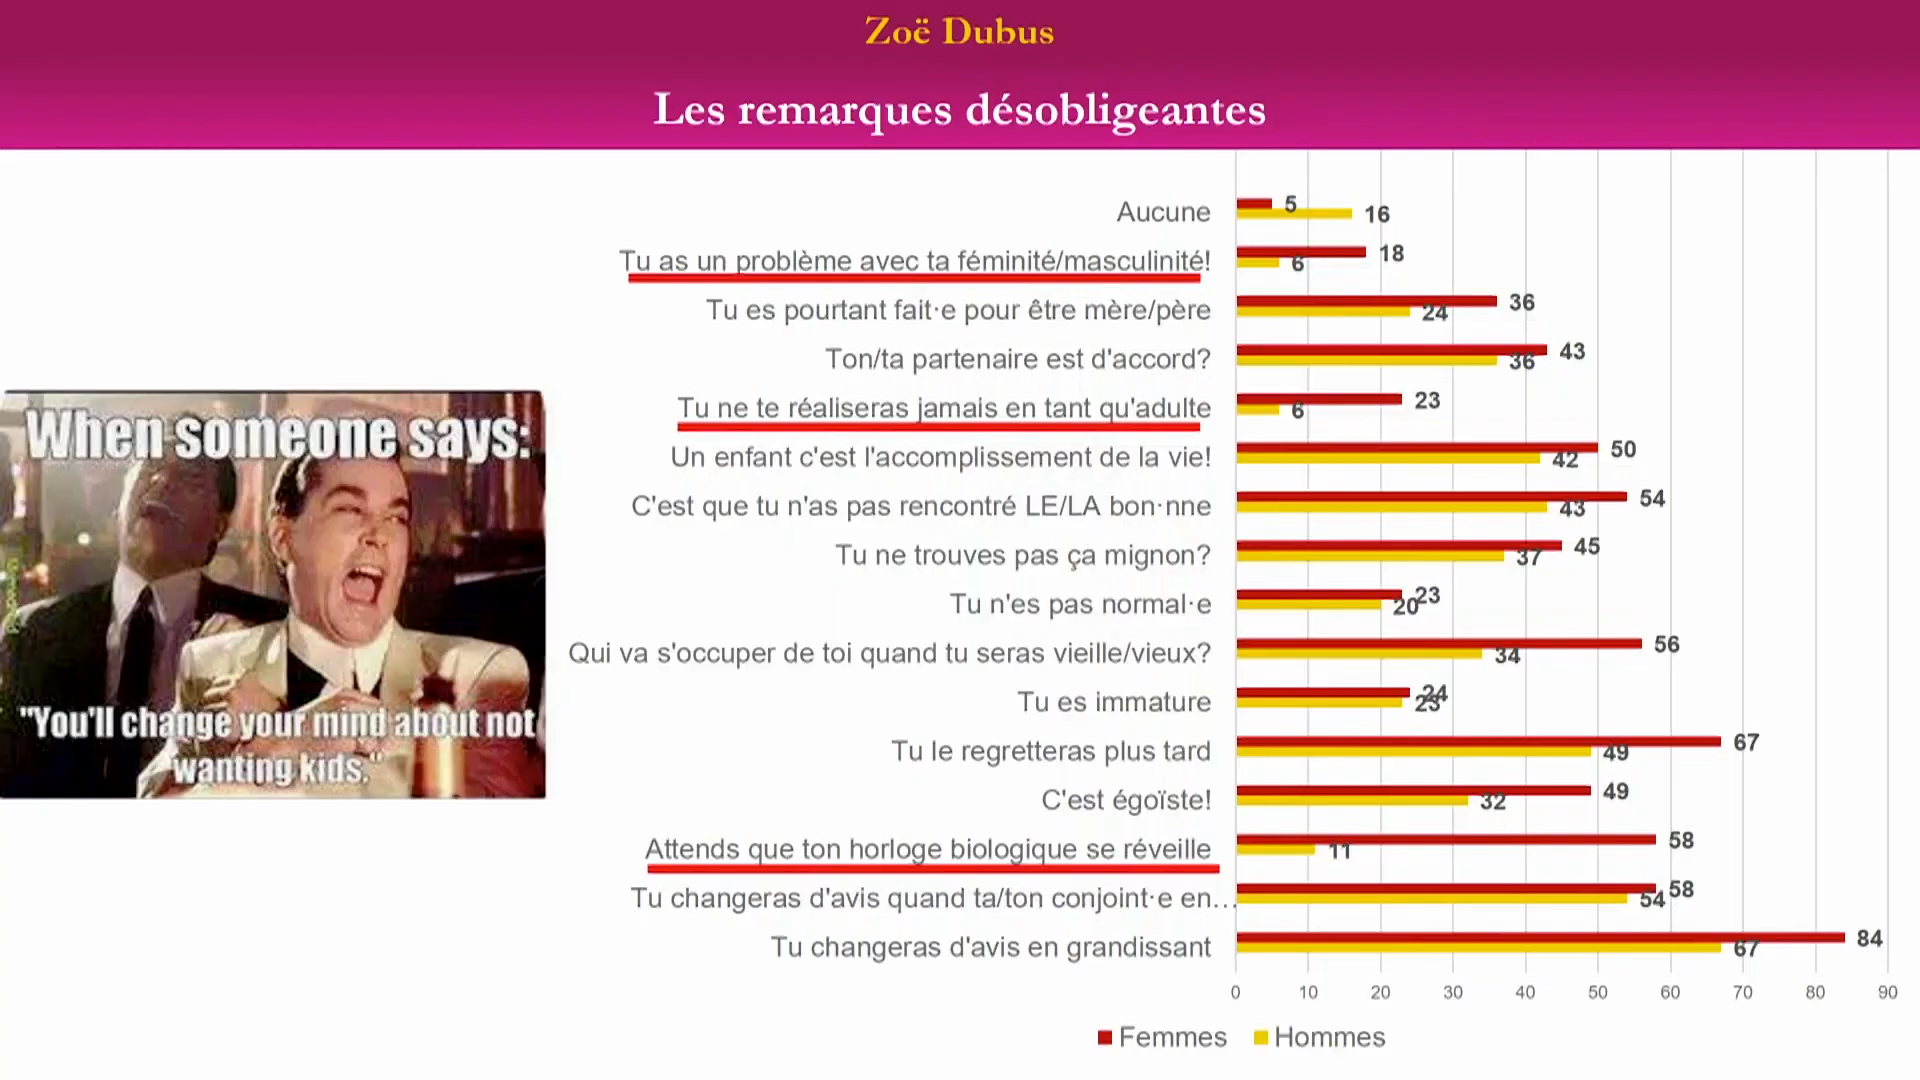 Zoë Dubus
Les remarques désobligeantes
When someone says:
"You'll change your mind about not
wanting kids."
Aucune 5 16
Tu as un problème avec ta féminité/masculinité! 18 6
Tu es pourtant fait·e pour être mère/père 36 24
Ton/ta partenaire est d'accord? 43 36
Tu ne te réaliseras jamais en tant qu'adulte 23 6
Un enfant c'est l'accomplissement de la vie! 50 42
C'est que tu n'as pas rencontré LE/LA bon·nne 54 43
Tu ne trouves pas ça mignon? 45 37
Tu n'es pas normal·e 23 20
Qui va s'occuper de toi quand tu seras vieille/vieux? 56 34
Tu es immature 24 23
Tu le regretteras plus tard 67 49
C'est égoïste! 49 32
Attends que ton horloge biologique se réveille 58 11
Tu changeras d'avis quand ta/ton conjoint·e en… 58 54
Tu changeras d'avis en grandissant 84 67
0 10 20 30 40 50 60 70 80 90
Femmes Hommes